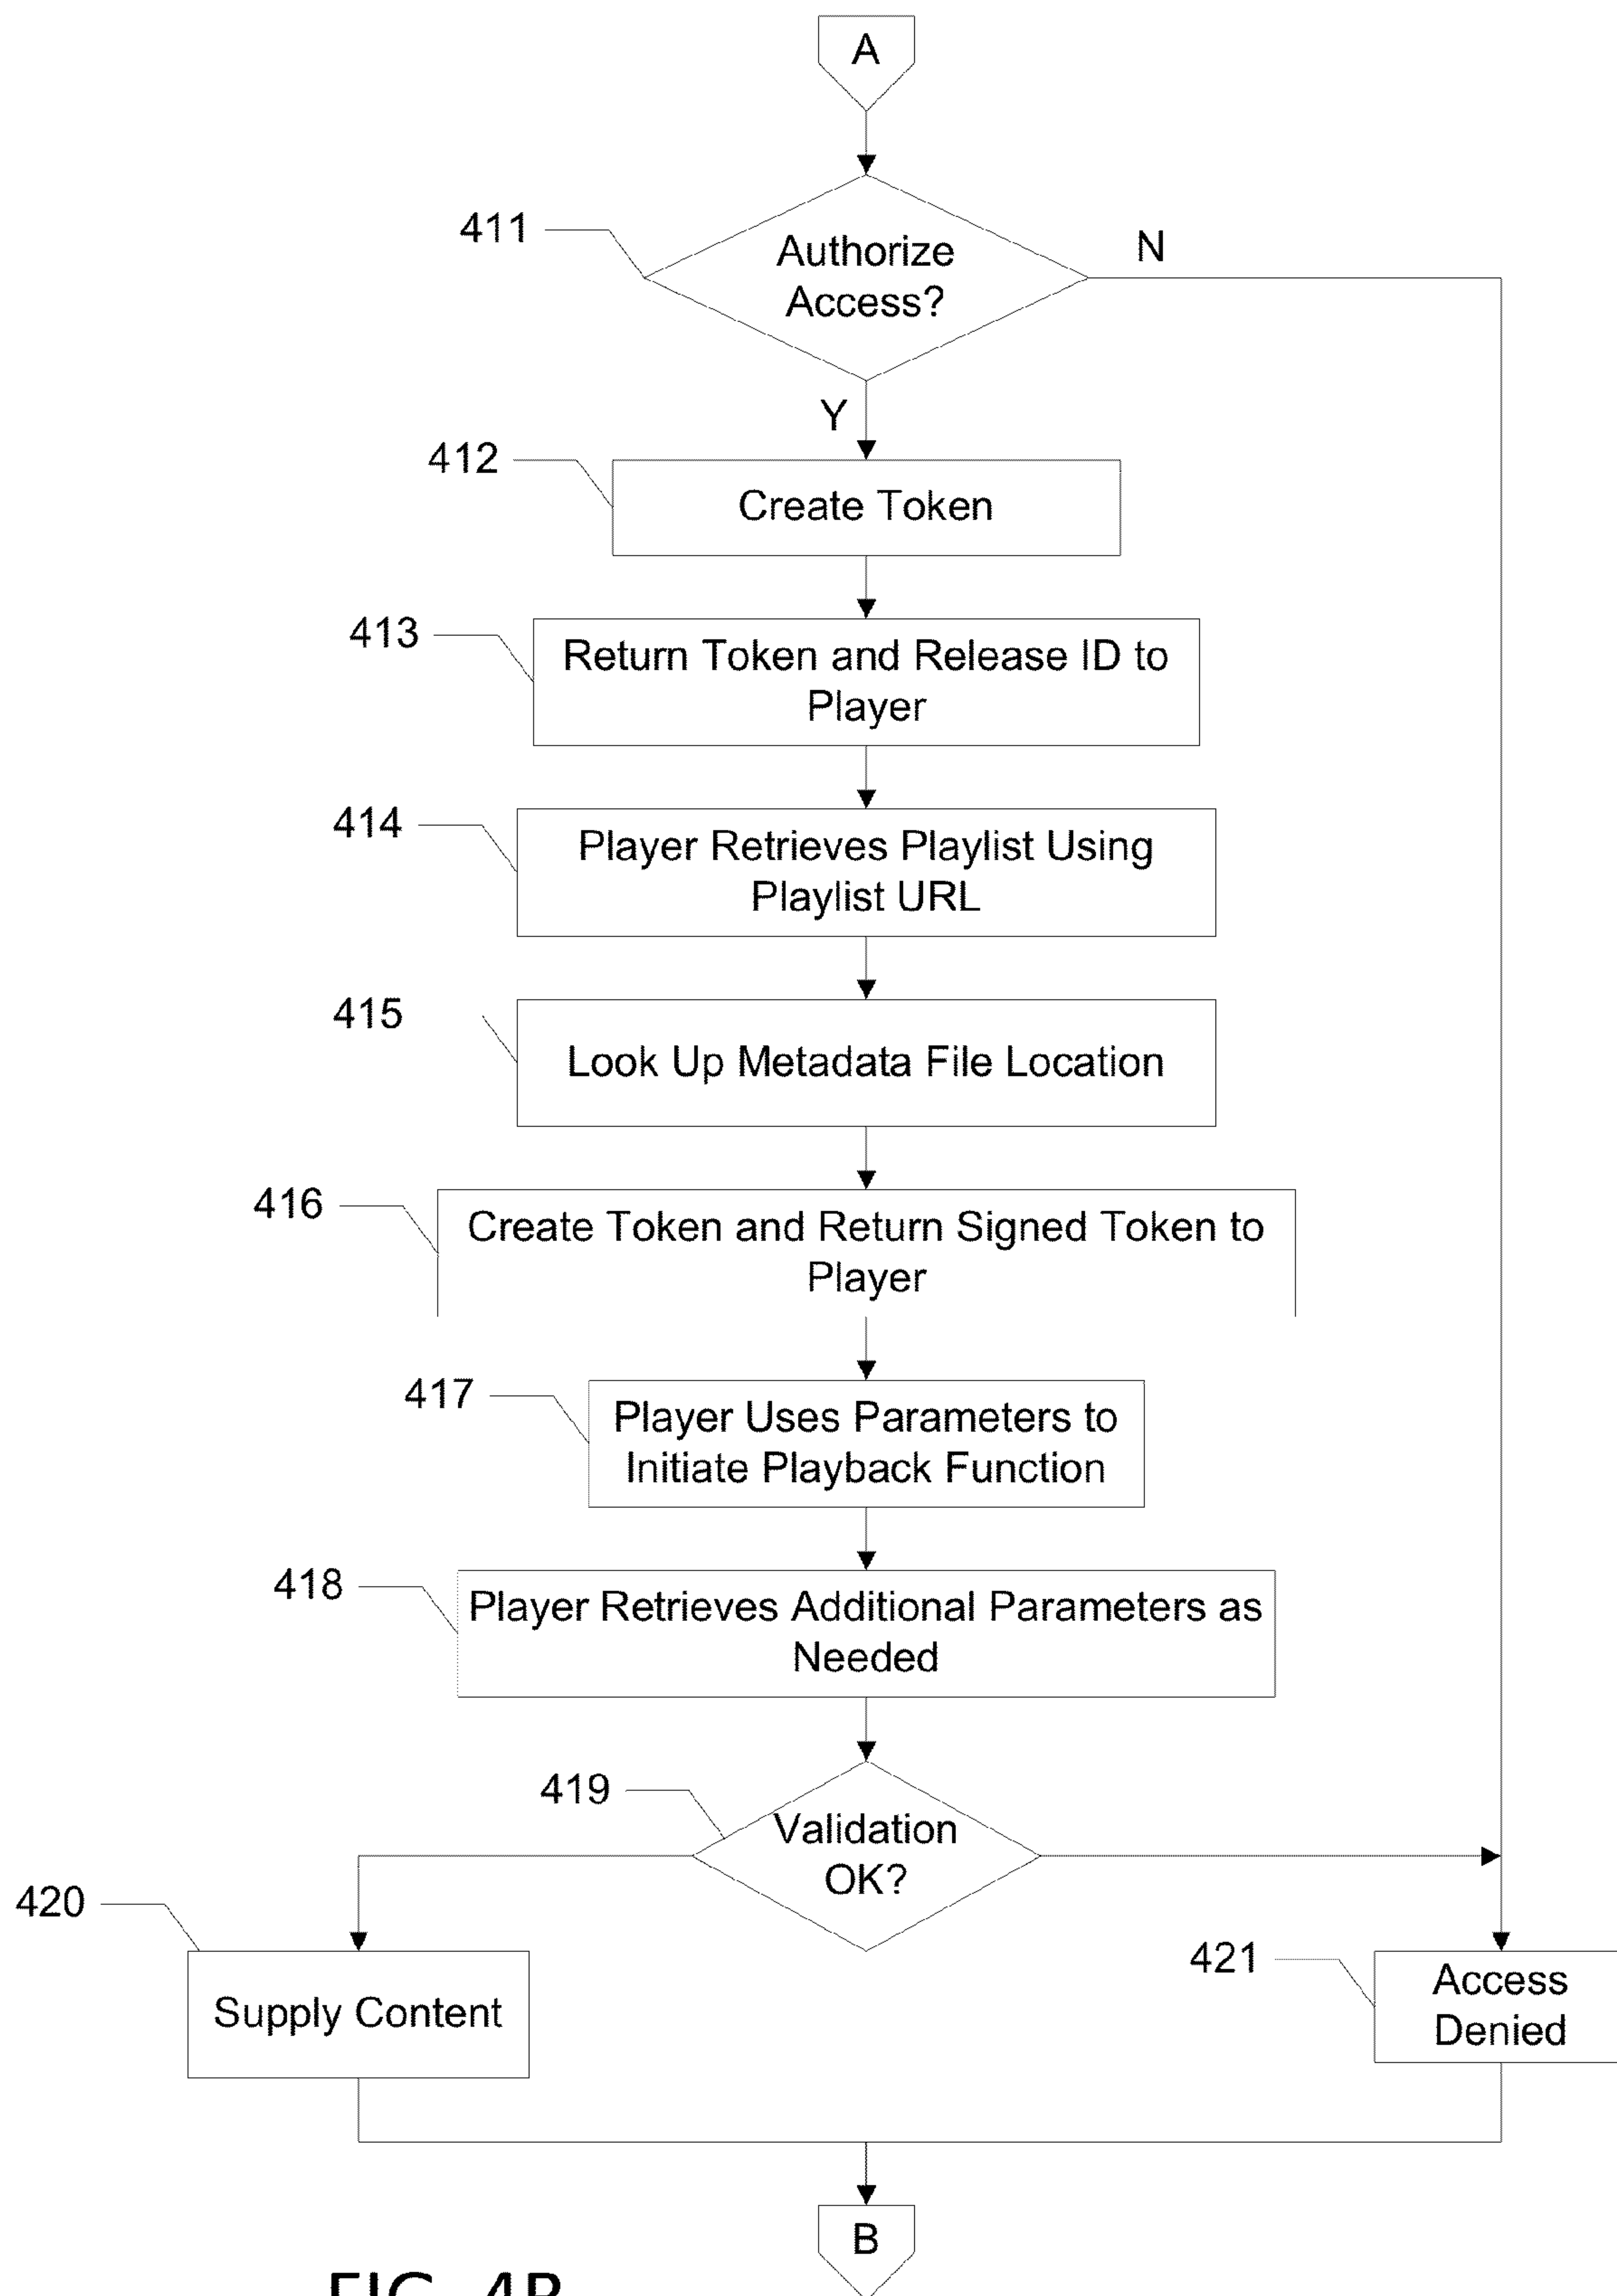 A
411
Authorize
Access?
N
Y
412
Create Token
413
Return Token and Release ID to
Player
414
Player Retrieves Playlist Using
Playlist URL
415
Look Up Metadata File Location
416
Create Token and Return Signed Token to
Player
417
Player Uses Parameters to
Initiate Playback Function
418
Player Retrieves Additional Parameters as
Needed
419
Validation
OK?
420
Supply Content
421
Access
Denied
B
FIG. 4B